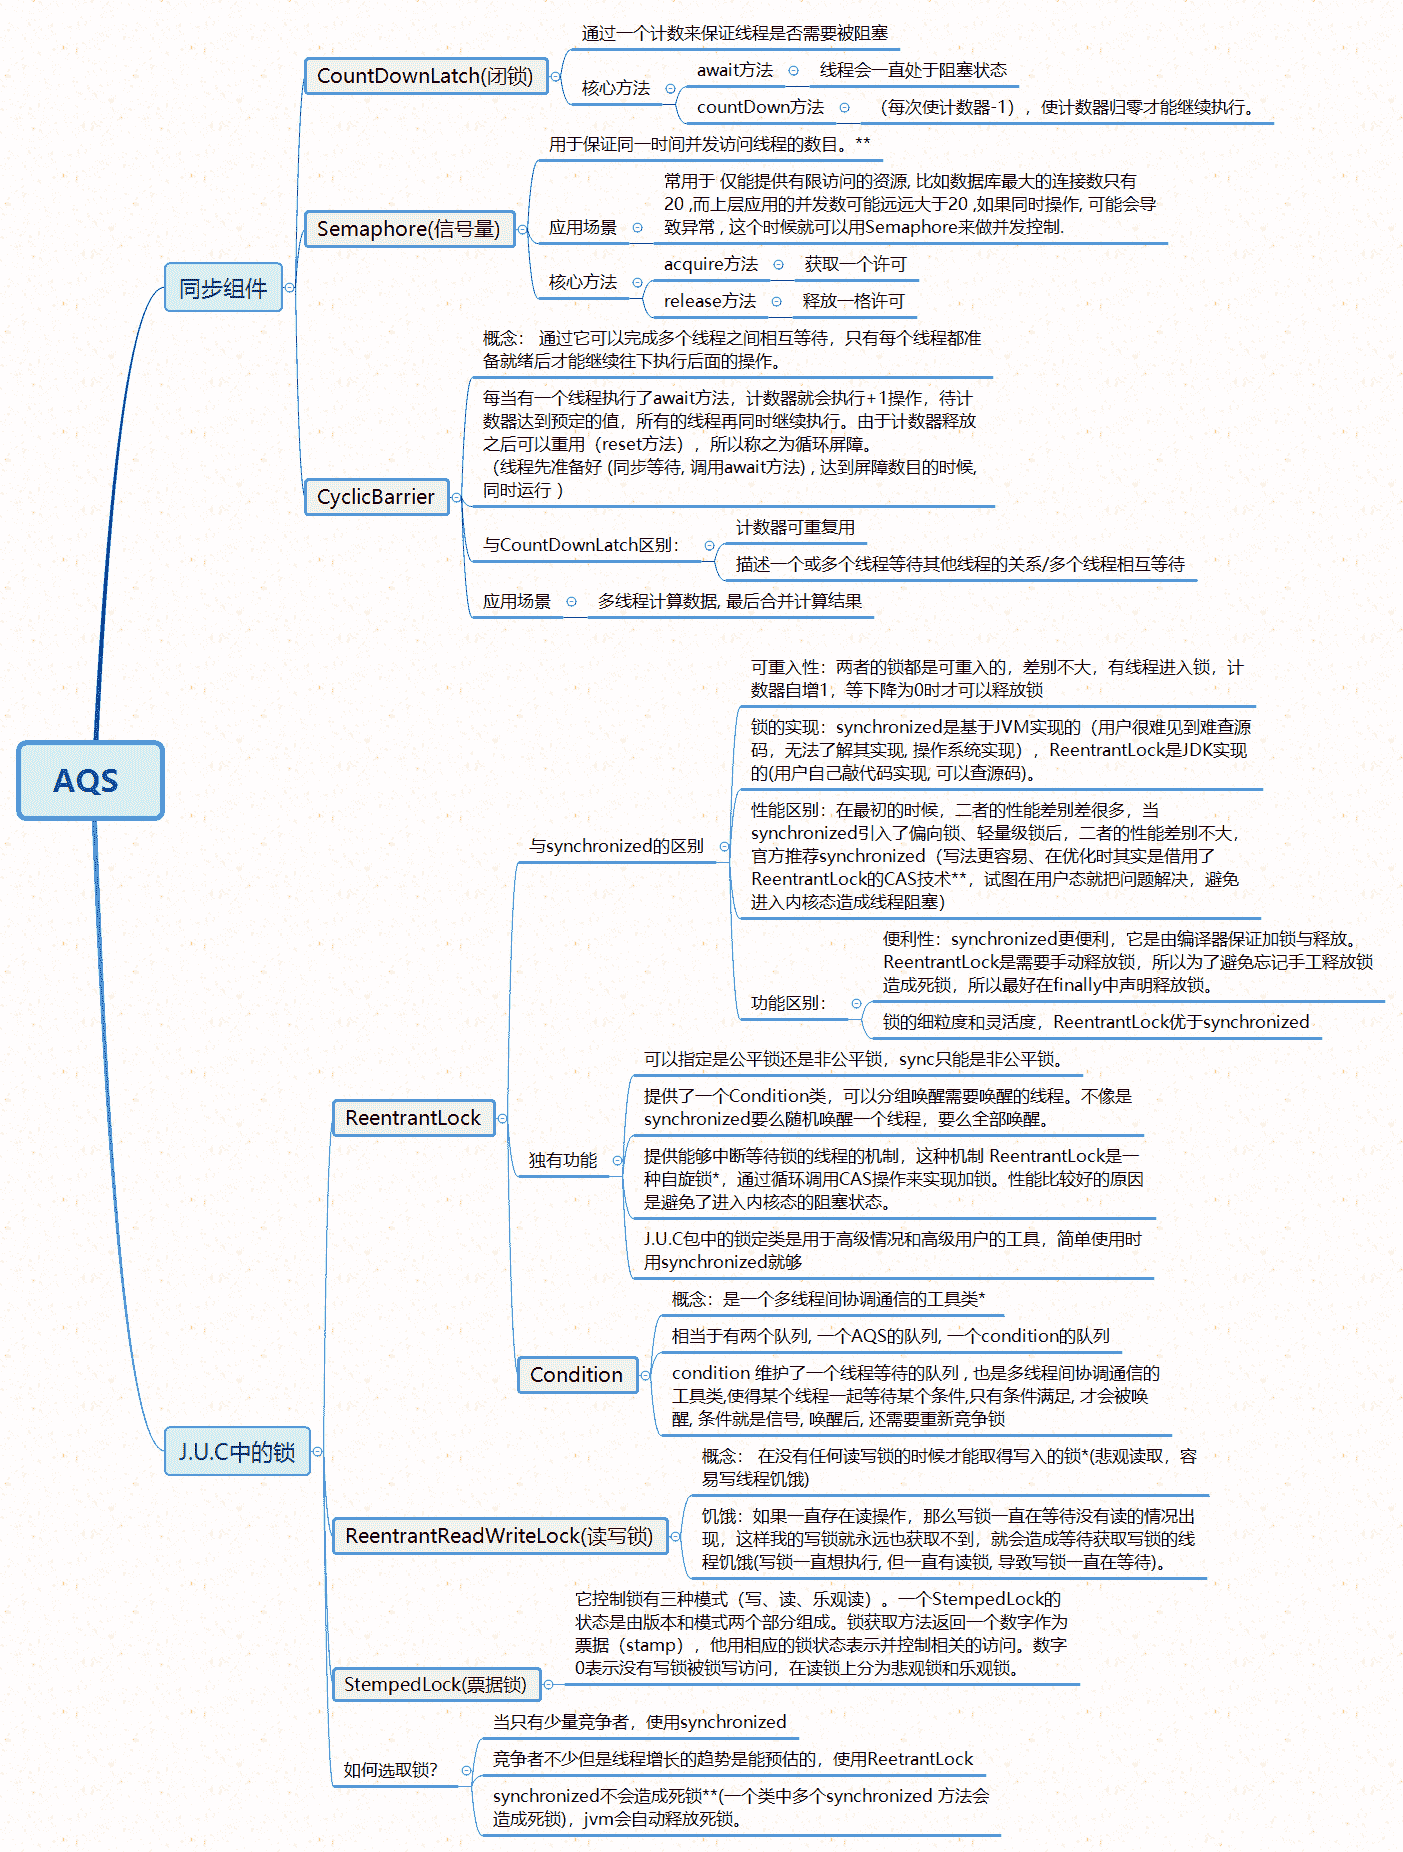 AQS
同步组件
CountDownLatch(闭锁)
通过一个计数来保证线程是否需要被阻塞
核心方法
await方法
线程会一直处于阻塞状态
countDown方法
（每次使计数器-1），使计数器归零才能继续执行。
Semaphore(信号量)
用于保证同一时间并发访问线程的数目。**
应用场景
常用于 仅能提供有限访问的资源, 比如数据库最大的连接数只有
20 ,而上层应用的并发数可能远远大于20 ,如果同时操作, 可能会导
致异常 , 这个时候就可以用Semaphore来做并发控制.
核心方法
acquire方法
获取一个许可
release方法
释放一格许可
CyclicBarrier
概念： 通过它可以完成多个线程之间相互等待，只有每个线程都准
备就绪后才能继续往下执行后面的操作。
每当有一个线程执行了await方法，计数器就会执行+1操作，待计
数器达到预定的值，所有的线程再同时继续执行。由于计数器释放
之后可以重用（reset方法），所以称之为循环屏障。
（线程先准备好 (同步等待, 调用await方法) , 达到屏障数目的时候,
同时运行 ）
与CountDownLatch区别：
计数器可重复用
描述一个或多个线程等待其他线程的关系/多个线程相互等待
应用场景
多线程计算数据, 最后合并计算结果
J.U.C中的锁
ReentrantLock
与synchronized的区别
可重入性：两者的锁都是可重入的，差别不大，有线程进入锁，计
数器自增1，等下降为0时才可以释放锁
锁的实现：synchronized是基于JVM实现的（用户很难见到难查源
码，无法了解其实现, 操作系统实现），ReentrantLock是JDK实现
的(用户自己敲代码实现, 可以查源码)。
性能区别：在最初的时候，二者的性能差别差很多，当
synchronized引入了偏向锁、轻量级锁后，二者的性能差别不大，
官方推荐synchronized（写法更容易、在优化时其实是借用了
ReentrantLock的CAS技术**，试图在用户态就把问题解决，避免
进入内核态造成线程阻塞）
功能区别：
便利性：synchronized更便利，它是由编译器保证加锁与释放。
ReentrantLock是需要手动释放锁，所以为了避免忘记手工释放锁
造成死锁，所以最好在finally中声明释放锁。
锁的细粒度和灵活度，ReentrantLock优于synchronized
独有功能
可以指定是公平锁还是非公平锁，sync只能是非公平锁。
提供了一个Condition类，可以分组唤醒需要唤醒的线程。不像是
synchronized要么随机唤醒一个线程，要么全部唤醒。
提供能够中断等待锁的线程的机制，这种机制 ReentrantLock是一
种自旋锁*，通过循环调用CAS操作来实现加锁。性能比较好的原因
是避免了进入内核态的阻塞状态。
J.U.C包中的锁定类是用于高级情况和高级用户的工具，简单使用时
用synchronized就够
Condition
概念：是一个多线程间协调通信的工具类*
相当于有两个队列, 一个AQS的队列, 一个condition的队列
condition 维护了一个线程等待的队列 , 也是多线程间协调通信的
工具类,使得某个线程一起等待某个条件,只有条件满足, 才会被唤
醒, 条件就是信号, 唤醒后, 还需要重新竞争锁
ReentrantReadWriteLock(读写锁)
概念： 在没有任何读写锁的时候才能取得写入的锁*(悲观读取，容
易写线程饥饿)
饥饿：如果一直存在读操作，那么写锁一直在等待没有读的情况出
现，这样我的写锁就永远也获取不到，就会造成等待获取写锁的线
程饥饿(写锁一直想执行, 但一直有读锁, 导致写锁一直在等待)。
StempedLock(票据锁)
它控制锁有三种模式（写、读、乐观读）。一个StempedLock的
状态是由版本和模式两个部分组成。锁获取方法返回一个数字作为
票据（stamp），他用相应的锁状态表示并控制相关的访问。数字
0表示没有写锁被锁写访问，在读锁上分为悲观锁和乐观锁。
如何选取锁？
当只有少量竞争者，使用synchronized
竞争者不少但是线程增长的趋势是能预估的，使用ReetrantLock
synchronized不会造成死锁**(一个类中多个synchronized 方法会
造成死锁)，jvm会自动释放死锁。